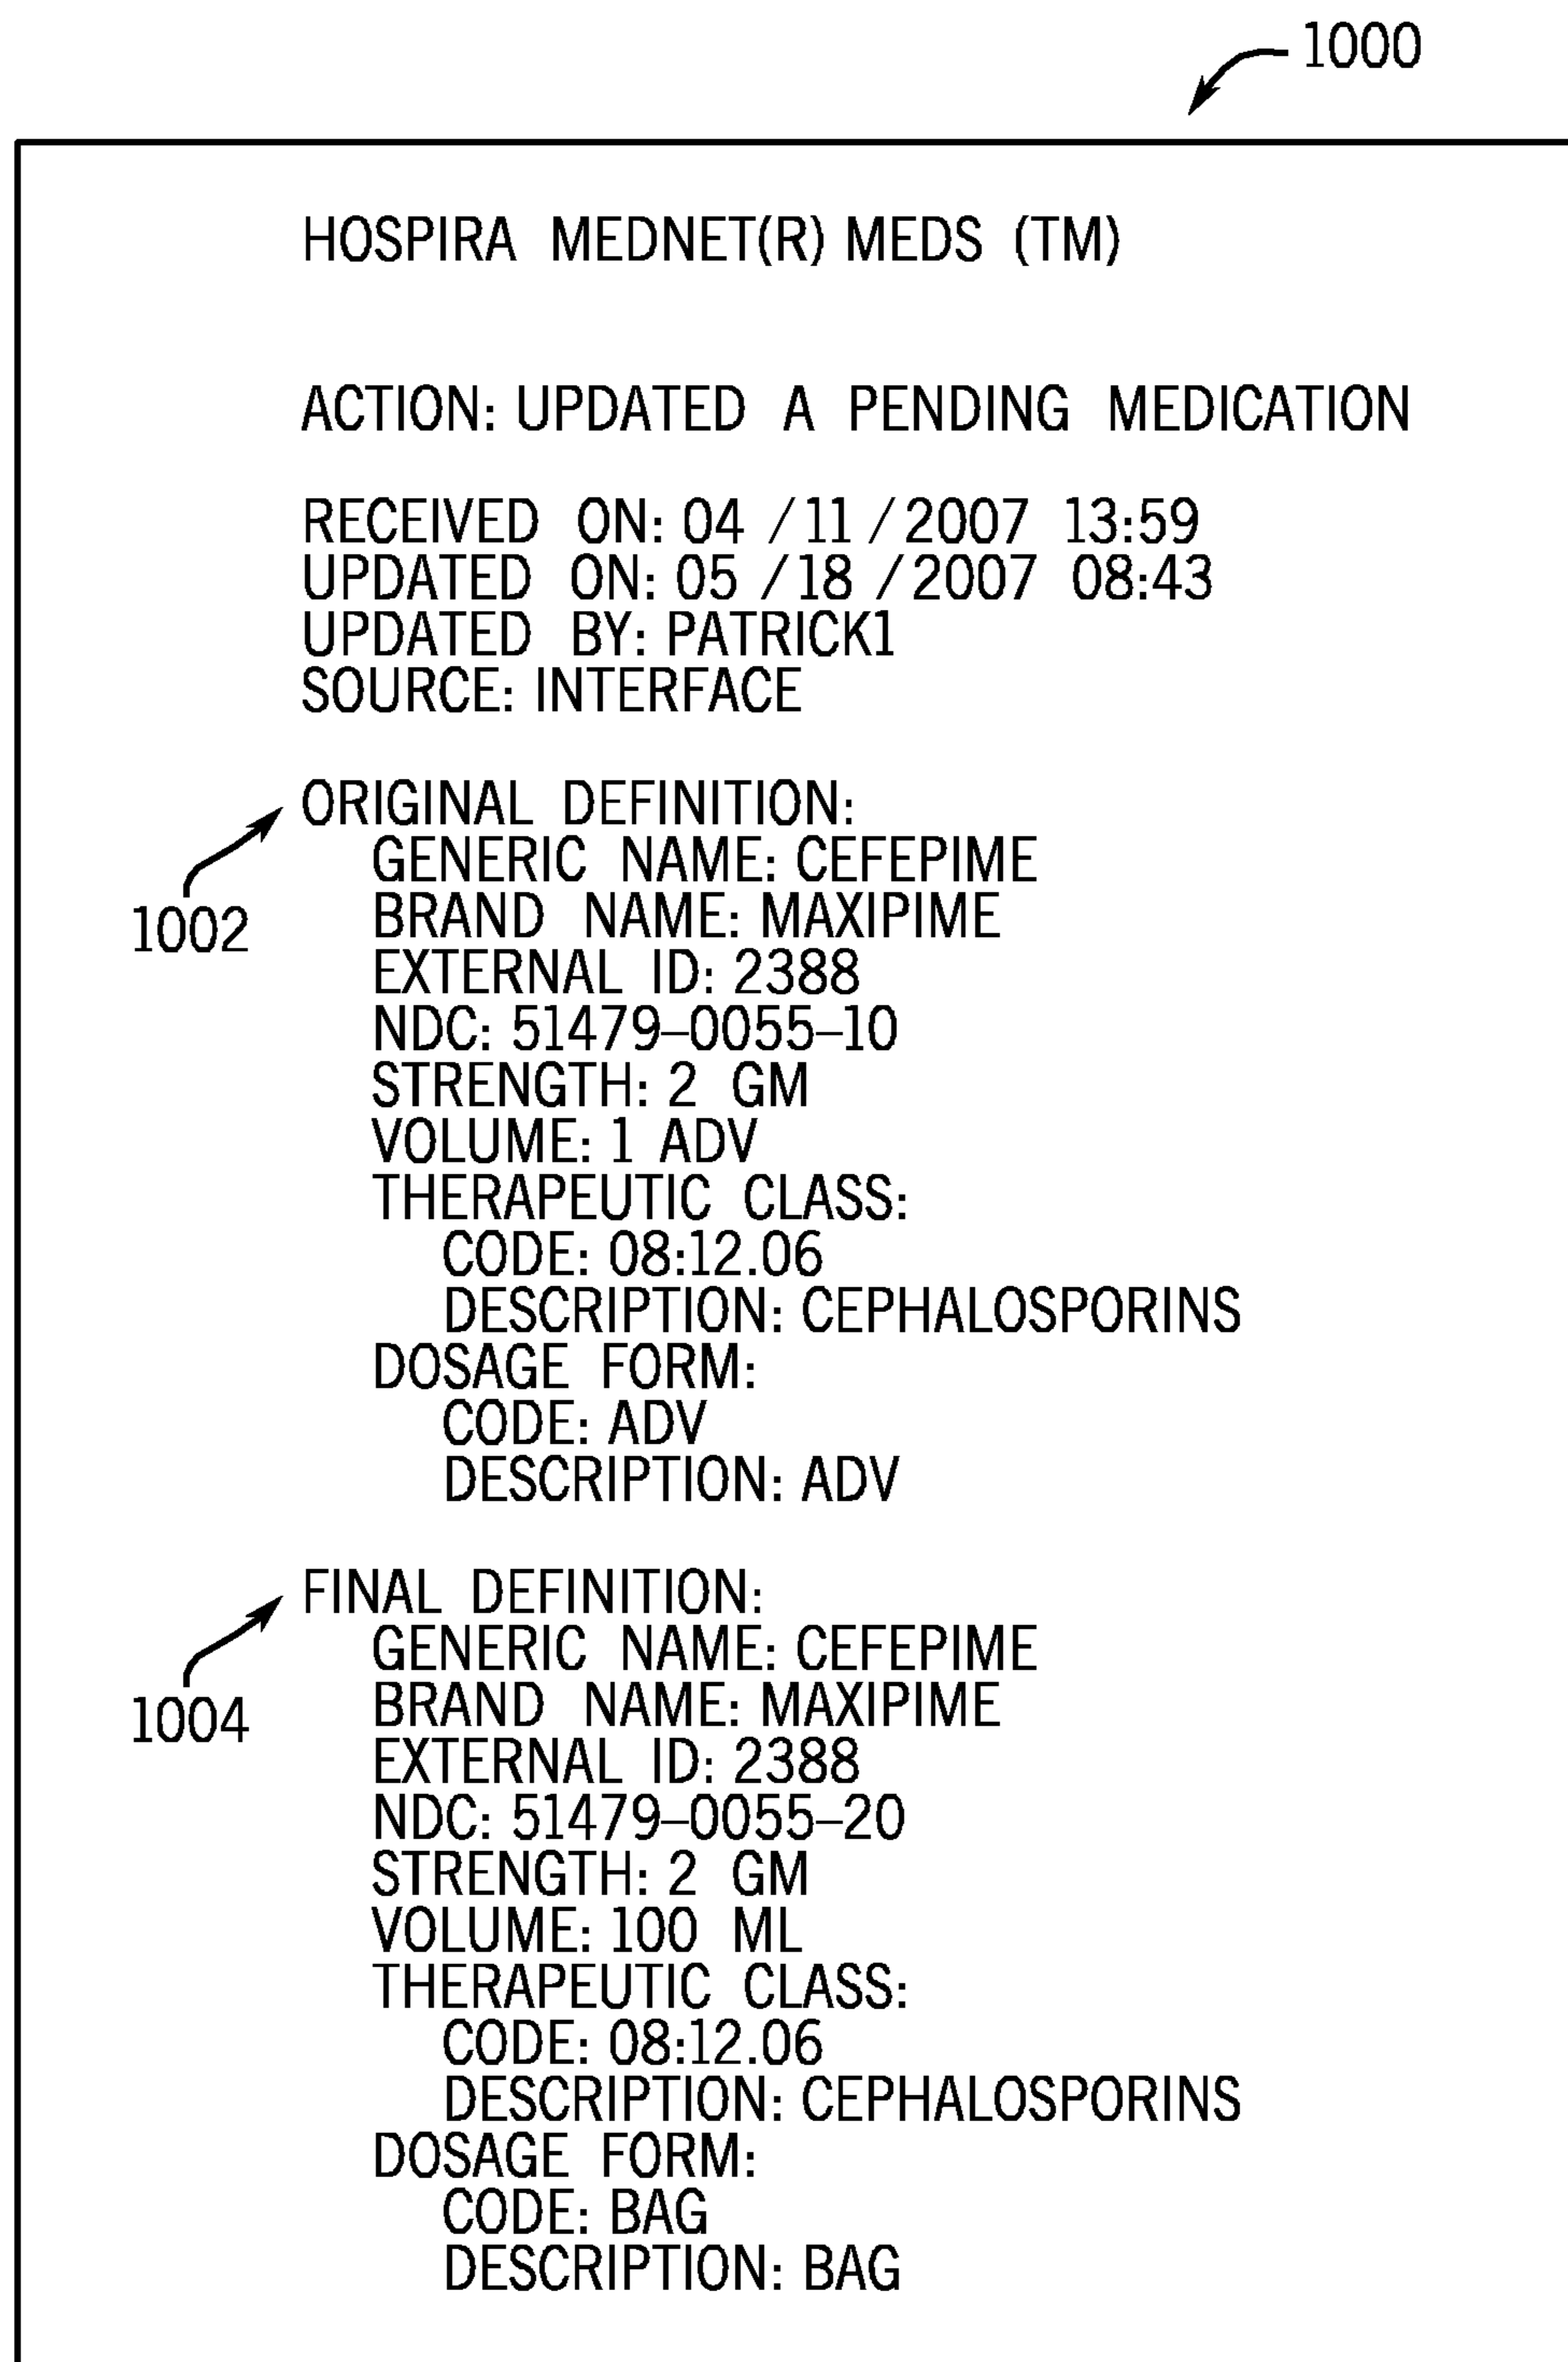 1000
HOSPIRA MEDNET(R) MEDS (TM)
ACTION: UPDATED A PENDING MEDICATION
RECEIVED ON: 04 /11 /2007 13:59
UPDATED ON: 05 /18 /2007 08:43
UPDATED BY: PATRICK1
SOURCE: INTERFACE
ORIGINAL DEFINITION:
1002
GENERIC NAME: CEFEPIME
BRAND NAME: MAXIPIME
EXTERNAL ID: 2388
NDC: 51479–0055–10
STRENGTH: 2 GM
VOLUME: 1 ADV
THERAPEUTIC CLASS:
CODE: 08:12.06
DESCRIPTION: CEPHALOSPORINS
DOSAGE FORM:
CODE: ADV
DESCRIPTION: ADV
FINAL DEFINITION:
1004
GENERIC NAME: CEFEPIME
BRAND NAME: MAXIPIME
EXTERNAL ID: 2388
NDC: 51479–0055–20
STRENGTH: 2 GM
VOLUME: 100 ML
THERAPEUTIC CLASS:
CODE: 08:12.06
DESCRIPTION: CEPHALOSPORINS
DOSAGE FORM:
CODE: BAG
DESCRIPTION: BAG